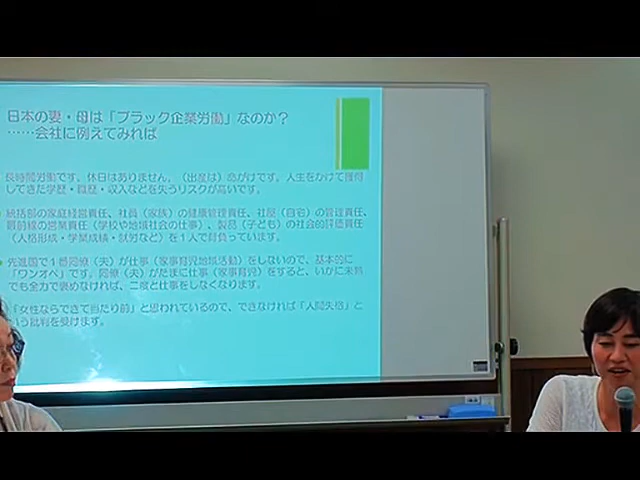 日本の妻・母は「ブラック企業労働」なのか？
……会社に例えてみれば
長時間労働です。休日はありません。（出産は）命がけです。人生をかけて獲得
してきた学歴・職歴・収入などを失うリスクが高いです。
統括部の家庭経営責任、社員（家族）の健康管理責任、社屋（自宅）の管理責任、
最前線の営業責任（学校や地域社会の仕事）、製品（子ども）の社会的評価責任
（人格形成・学業成績・就労など）を１人で背負っています。
先進国で１番同僚（夫）が仕事（家事育児地域活動）をしないので、基本的に
「ワンオペ」です。同僚（夫）がたまに仕事（家事育児）をすると、いかに未熟
でも全力で褒めなければ、二度と仕事をしなくなります。
「女性ならできて当たり前」と思われているので、できなければ「人間失格」と
いう批判を受けます。